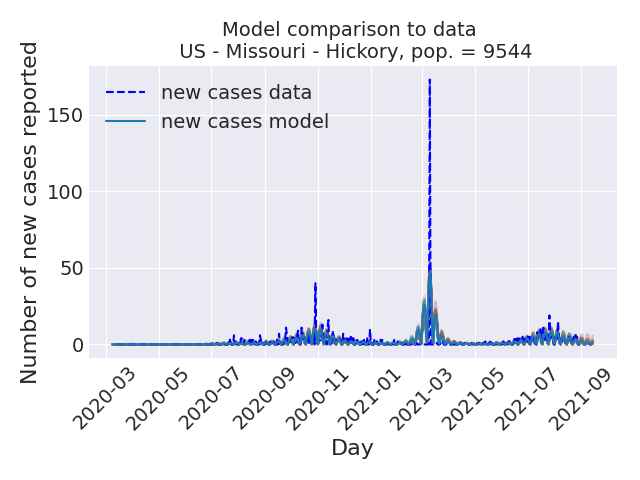 Model comparison to data
US - Missouri - Hickory, pop. = 9544
Number of new cases reported
new cases data
new cases model
150
100
50
0
2020-03
2020-05
2020-07
2020-09
2020-11
2021-01
2021-03
2021-05
2021-07
2021-09
Day